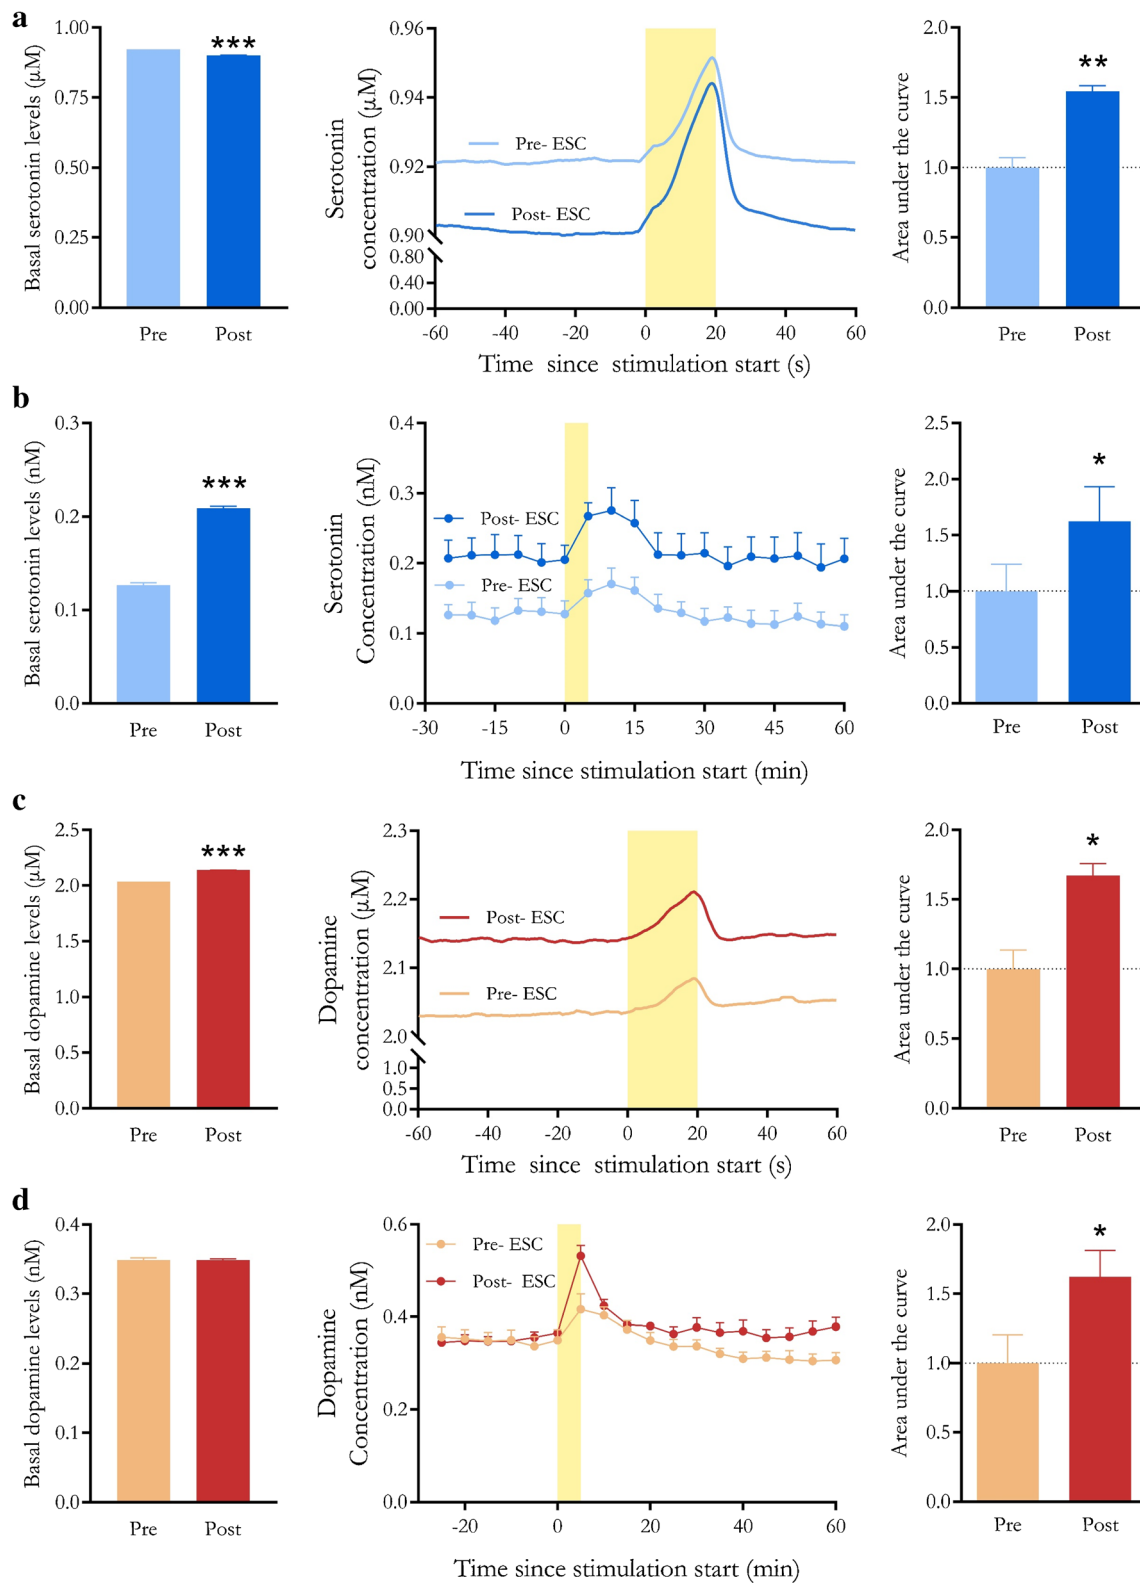 a
Basal serotonin levels (µM)
1.00
0.75
0.50
0.25
0.00
***
Pre
Post
Serotonin
concentration (µM)
0.96
0.94
0.92
0.90
0.80
0.40
0.00
Pre- ESC
Post- ESC
-60
-40
-20
0
20
40
60
Time since stimulation start (s)
Area under the curve
2.0
1.5
1.0
0.5
0.0
**
Pre
Post
b
Basal serotonin levels (nM)
0.3
0.2
0.1
0.0
***
Pre
Post
Serotonin
Concentration (nM)
0.4
0.3
0.2
0.1
0.0
Post- ESC
Pre- ESC
-30
-15
0
15
30
45
60
Time since stimulation start (min)
Area under the curve
2.5
2.0
1.5
1.0
0.5
0.0
*
Pre
Post
c
Basal dopamine levels (µM)
2.5
2.0
1.5
1.0
0.5
0.0
***
Pre
Post
Dopamine
concentration (µM)
2.3
2.2
2.1
2.0
1.0
0.5
0.0
Post- ESC
Pre- ESC
-60
-40
-20
0
20
40
60
Time since stimulation start (s)
Area under the curve
2.0
1.5
1.0
0.5
0.0
*
Pre
Post
d
Basal dopamine levels (nM)
0.4
0.3
0.2
0.1
0.0
Pre
Post
Dopamine
Concentration (nM)
0.6
0.4
0.2
0.0
Pre- ESC
Post- ESC
-20
0
20
40
60
Time since stimulation start (min)
Area under the curve
2.0
1.5
1.0
0.5
0.0
*
Pre
Post